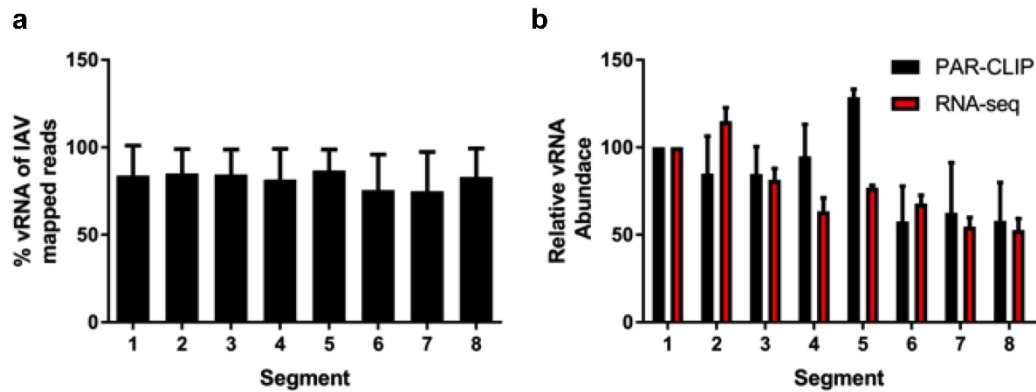 a
% vRNA of IAV
mapped reads
150
100
50
0
1 2 3 4 5 6 7 8
Segment
b
Relative vRNA
Abundace
150
100
50
0
PAR-CLIP
RNA-seq
1 2 3 4 5 6 7 8
Segment